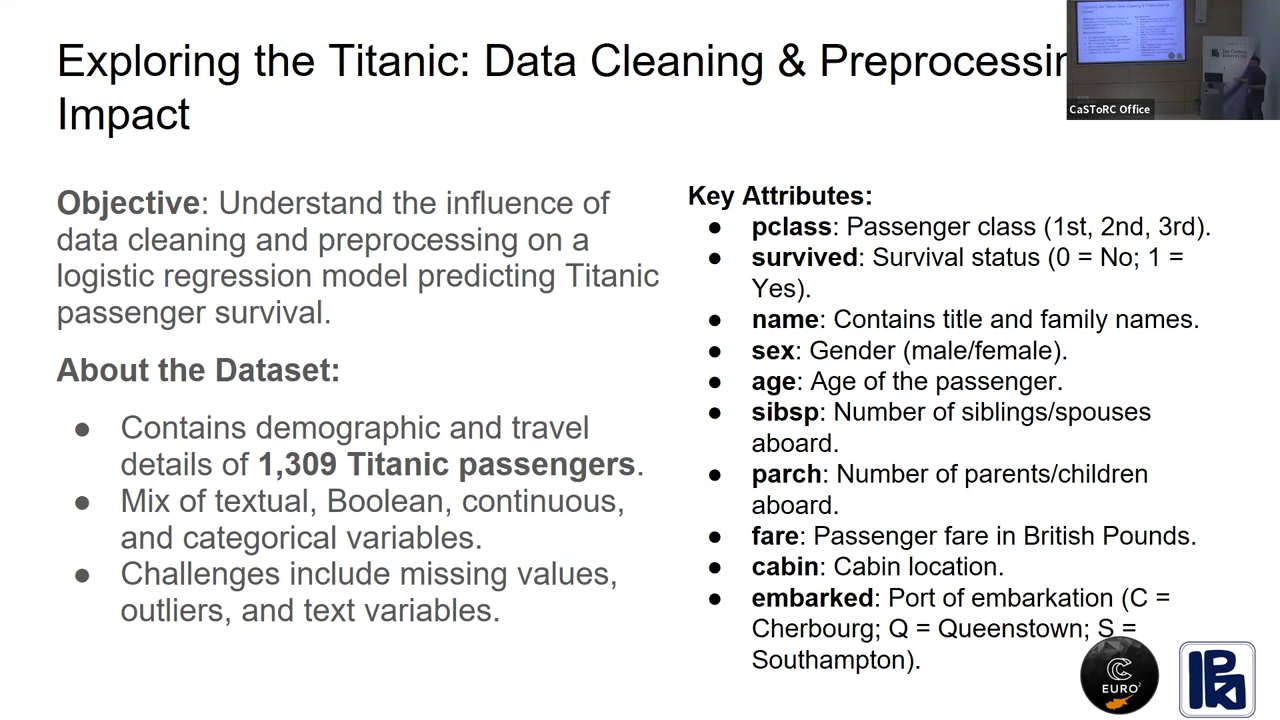 Exploring the Titanic: Data Cleaning & Preprocessin
Impact
CaSToRC Office
Objective: Understand the influence of
data cleaning and preprocessing on a
logistic regression model predicting Titanic
passenger survival.
About the Dataset:
● Contains demographic and travel
details of 1,309 Titanic passengers.
● Mix of textual, Boolean, continuous,
and categorical variables.
● Challenges include missing values,
outliers, and text variables.
Key Attributes:
● pclass: Passenger class (1st, 2nd, 3rd).
● survived: Survival status (0 = No; 1 =
Yes).
● name: Contains title and family names.
● sex: Gender (male/female).
● age: Age of the passenger.
● sibsp: Number of siblings/spouses
aboard.
● parch: Number of parents/children
aboard.
● fare: Passenger fare in British Pounds.
● cabin: Cabin location.
● embarked: Port of embarkation (C =
Cherbourg; Q = Queenstown; S =
Southampton).
EURO²